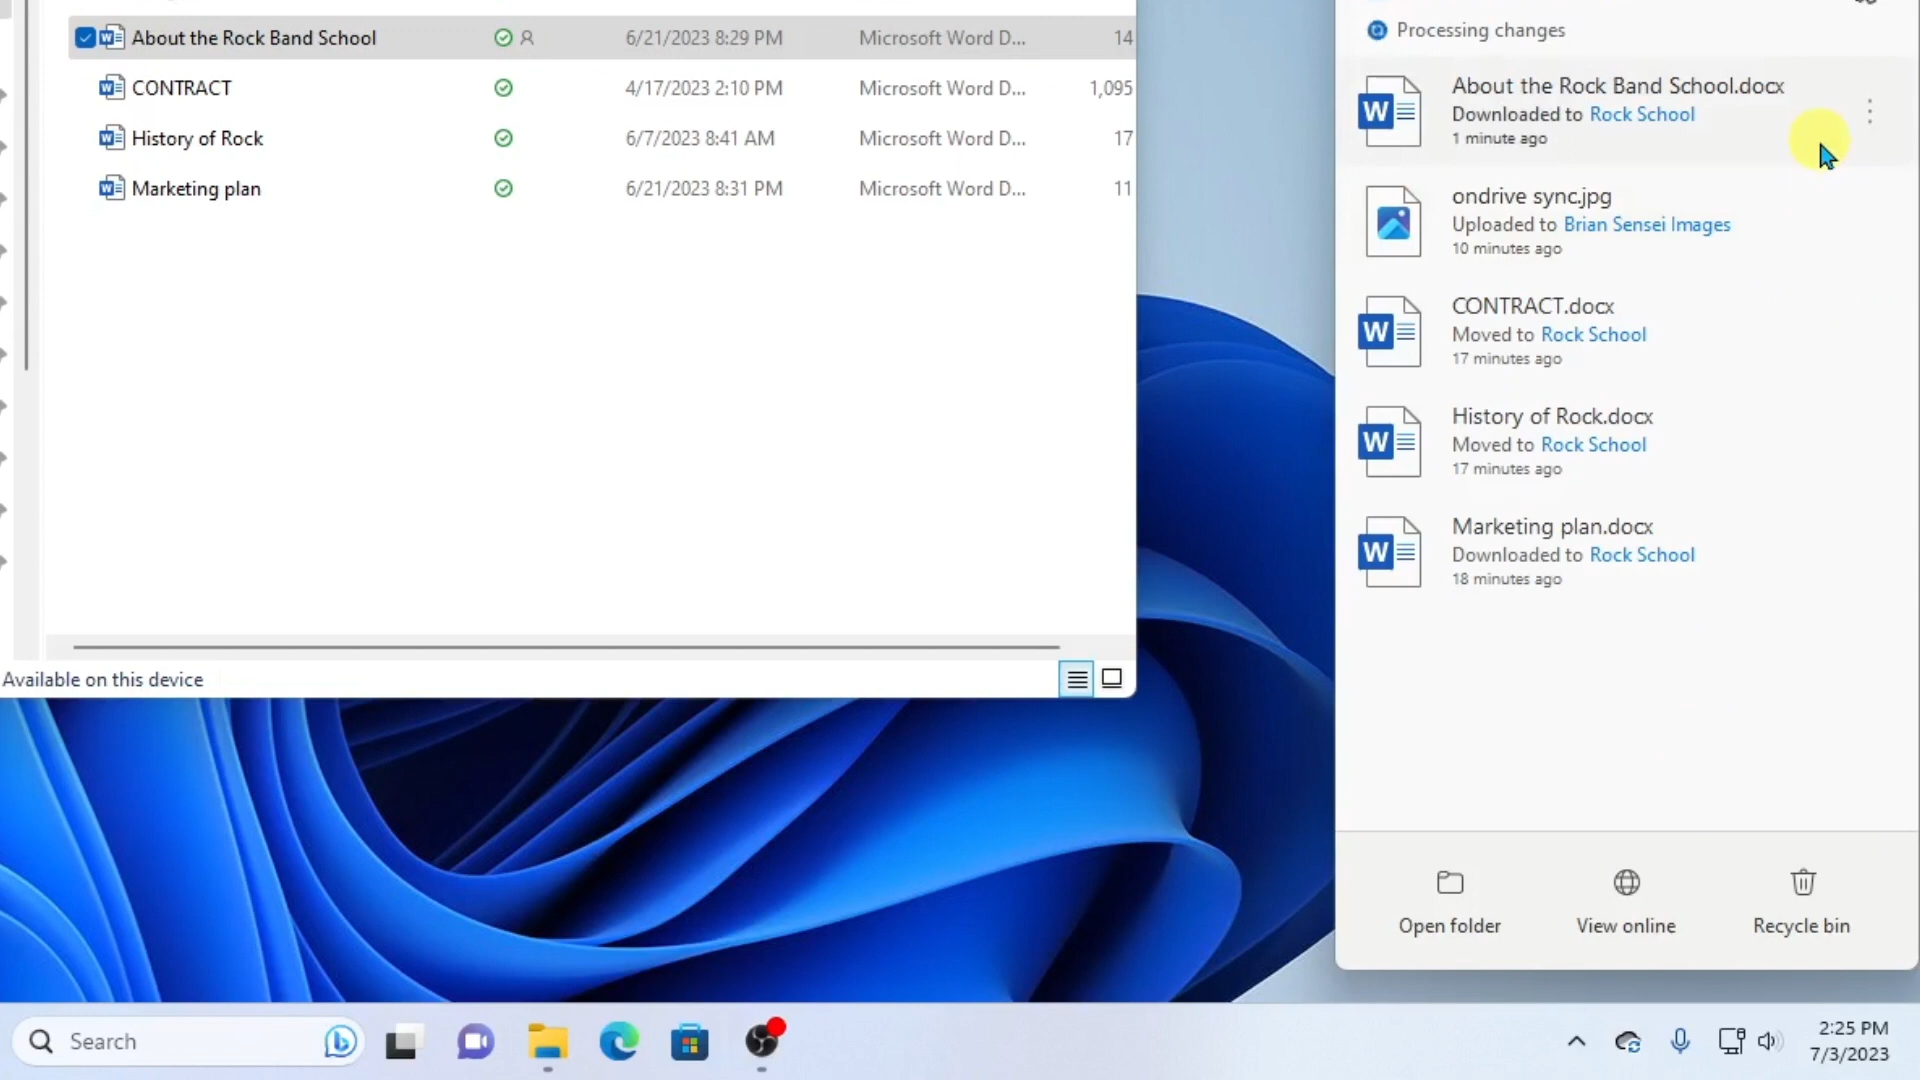 About the Rock Band School 6/21/2023 8:29 PM Microsoft Word D... 14
CONTRACT 4/17/2023 2:10 PM Microsoft Word D... 1,095
History of Rock 6/7/2023 8:41 AM Microsoft Word D... 17
Marketing plan 6/21/2023 8:31 PM Microsoft Word D... 11
Available on this device
Processing changes
About the Rock Band School.docx
Downloaded to Rock School
1 minute ago
ondrive sync.jpg
Uploaded to Brian Sensei Images
10 minutes ago
CONTRACT.docx
Moved to Rock School
17 minutes ago
History of Rock.docx
Moved to Rock School
17 minutes ago
Marketing plan.docx
Downloaded to Rock School
18 minutes ago
Open folder View online Recycle bin
Search
2:25 PM
7/3/2023